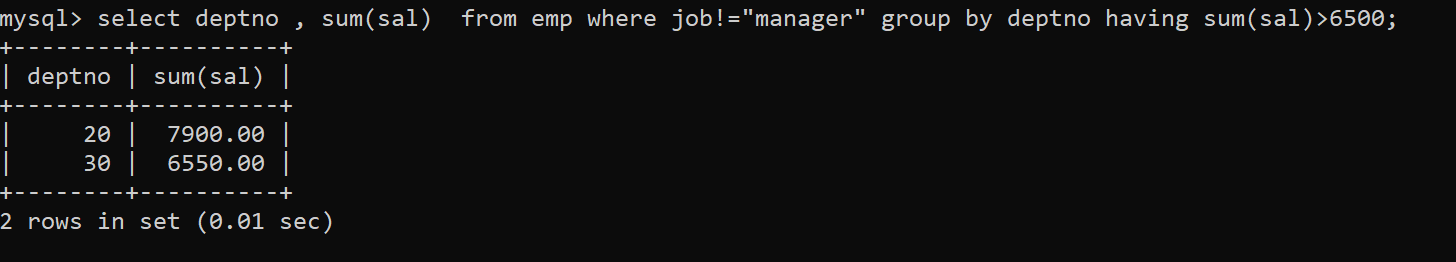 mysql> select deptno , sum(sal)  from emp where job!="manager" group by deptno having sum(sal)>6500;
+--------+----------+
| deptno | sum(sal) |
+--------+----------+
|     20 |  7900.00 |
|     30 |  6550.00 |
+--------+----------+
2 rows in set (0.01 sec)